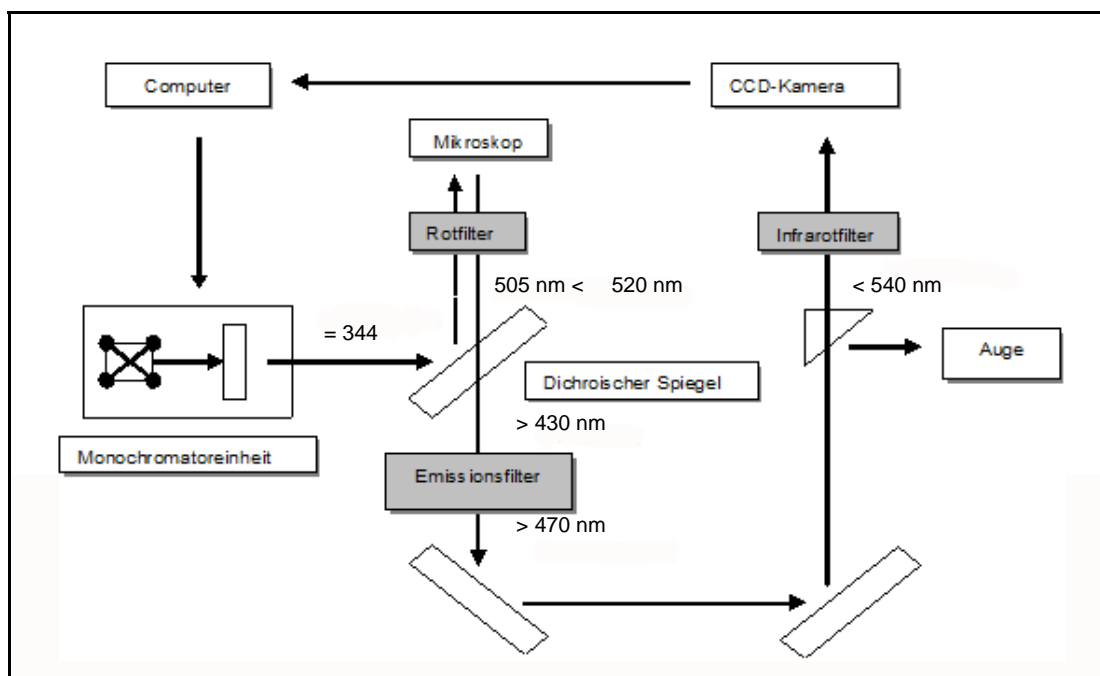 Computer
CCD-Kamera
Mikroskop
Rotfilter
Infrarotfilter
505 nm < 520 nm
< 540 nm
= 344
Auge
Dichroischer Spiegel
> 430 nm
Monochromatoreinheit
Emissionsfilter
> 470 nm